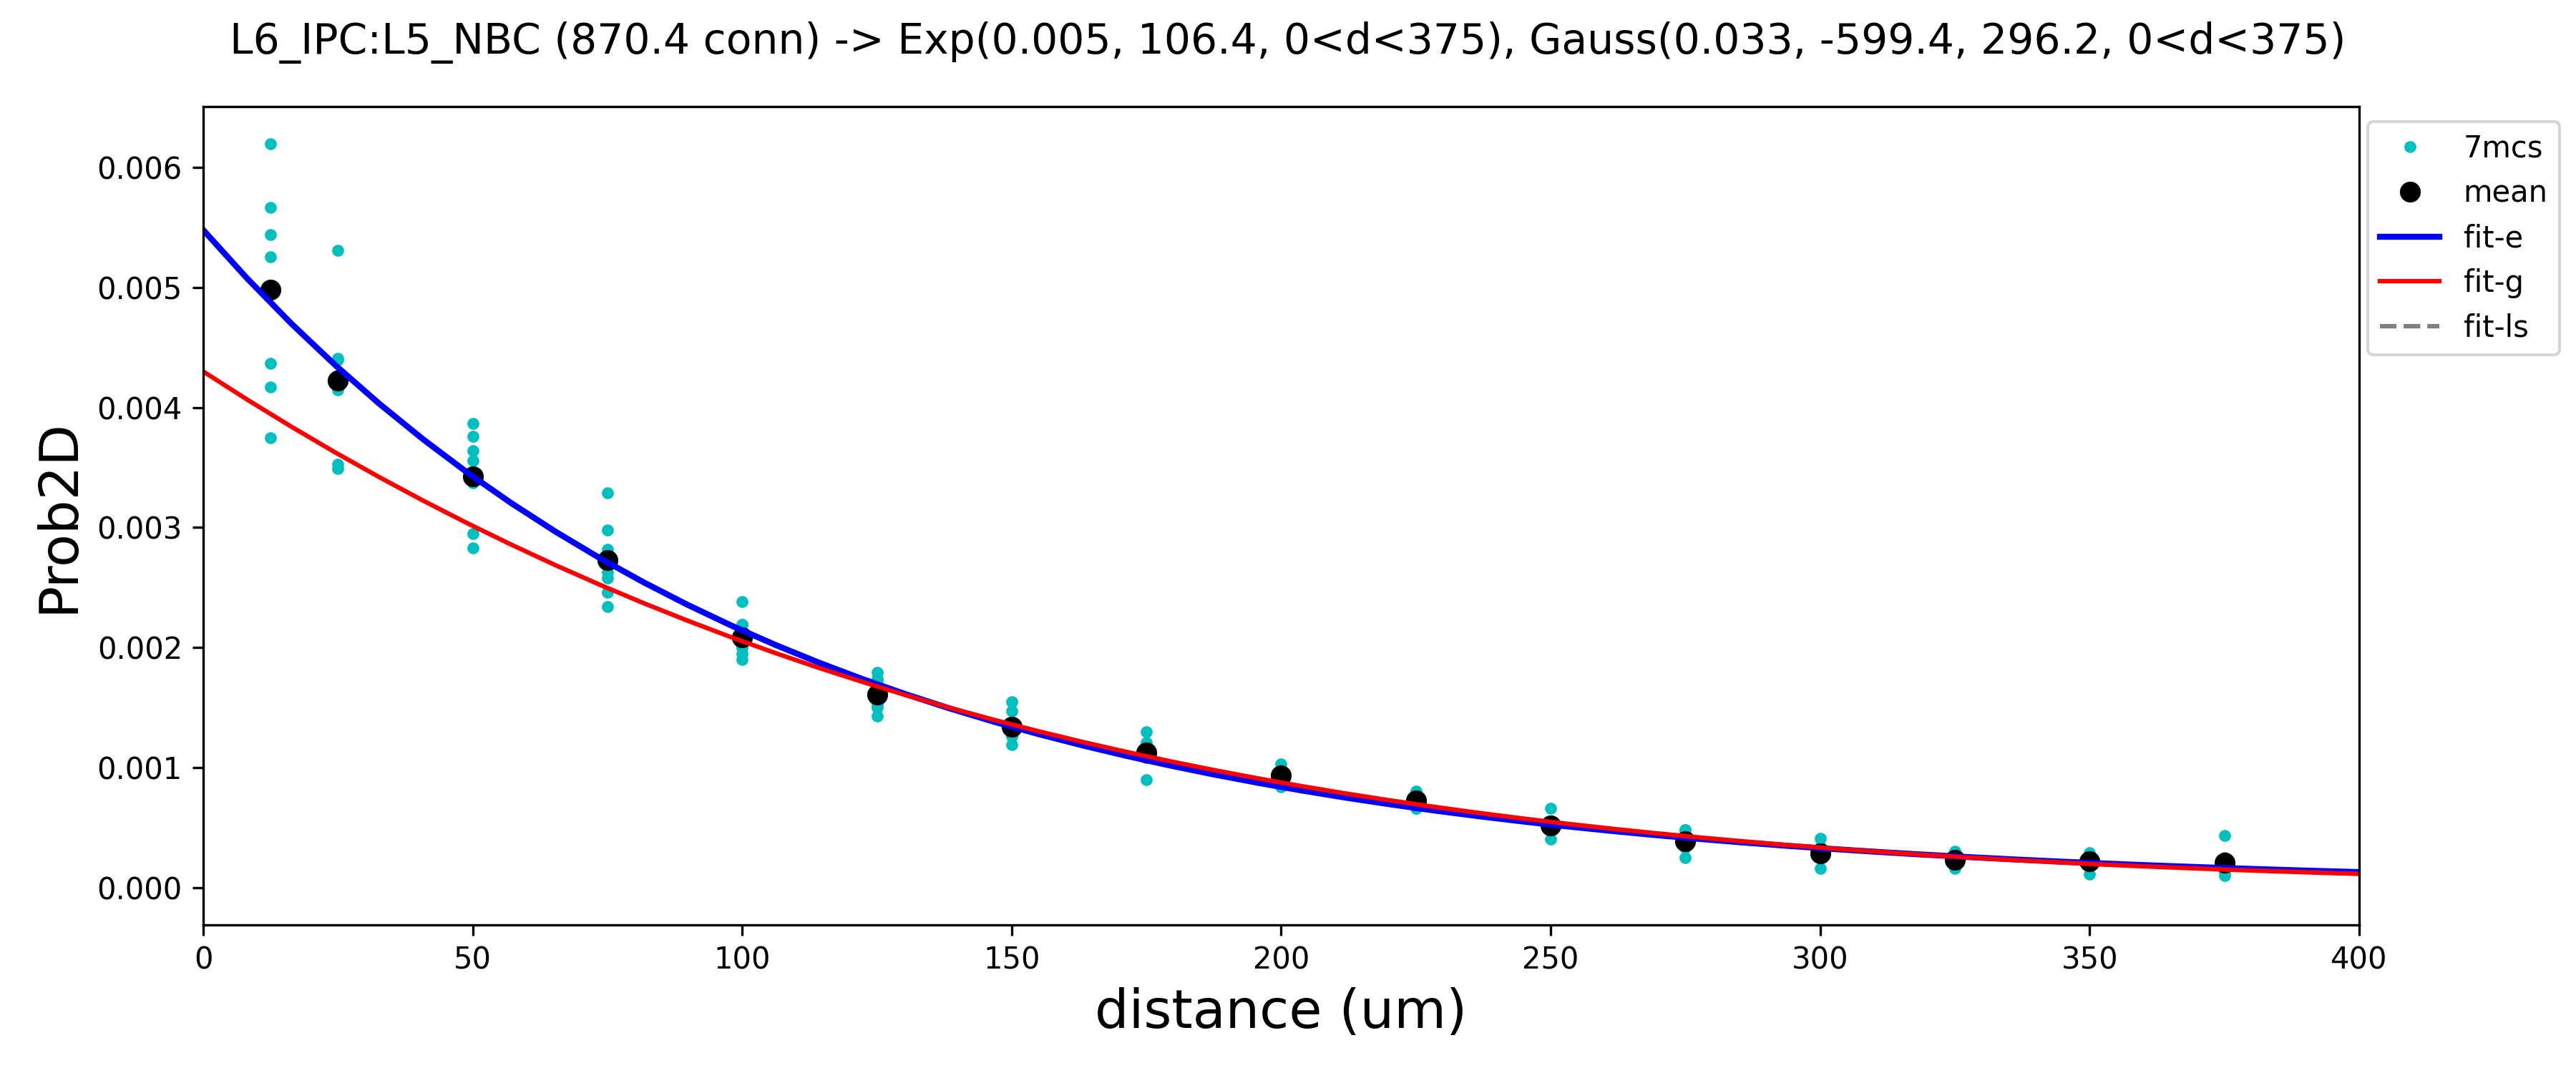 L6_IPC:L5_NBC (870.4 conn) -> Exp(0.005, 106.4, 0<d<375), Gauss(0.033, -599.4, 296.2, 0<d<375)
7mcs
mean
fit-e
fit-g
fit-ls
Prob2D
0.006
0.005
0.004
0.003
0.002
0.001
0.000
0 50 100 150 200 250 300 350 400
distance (um)